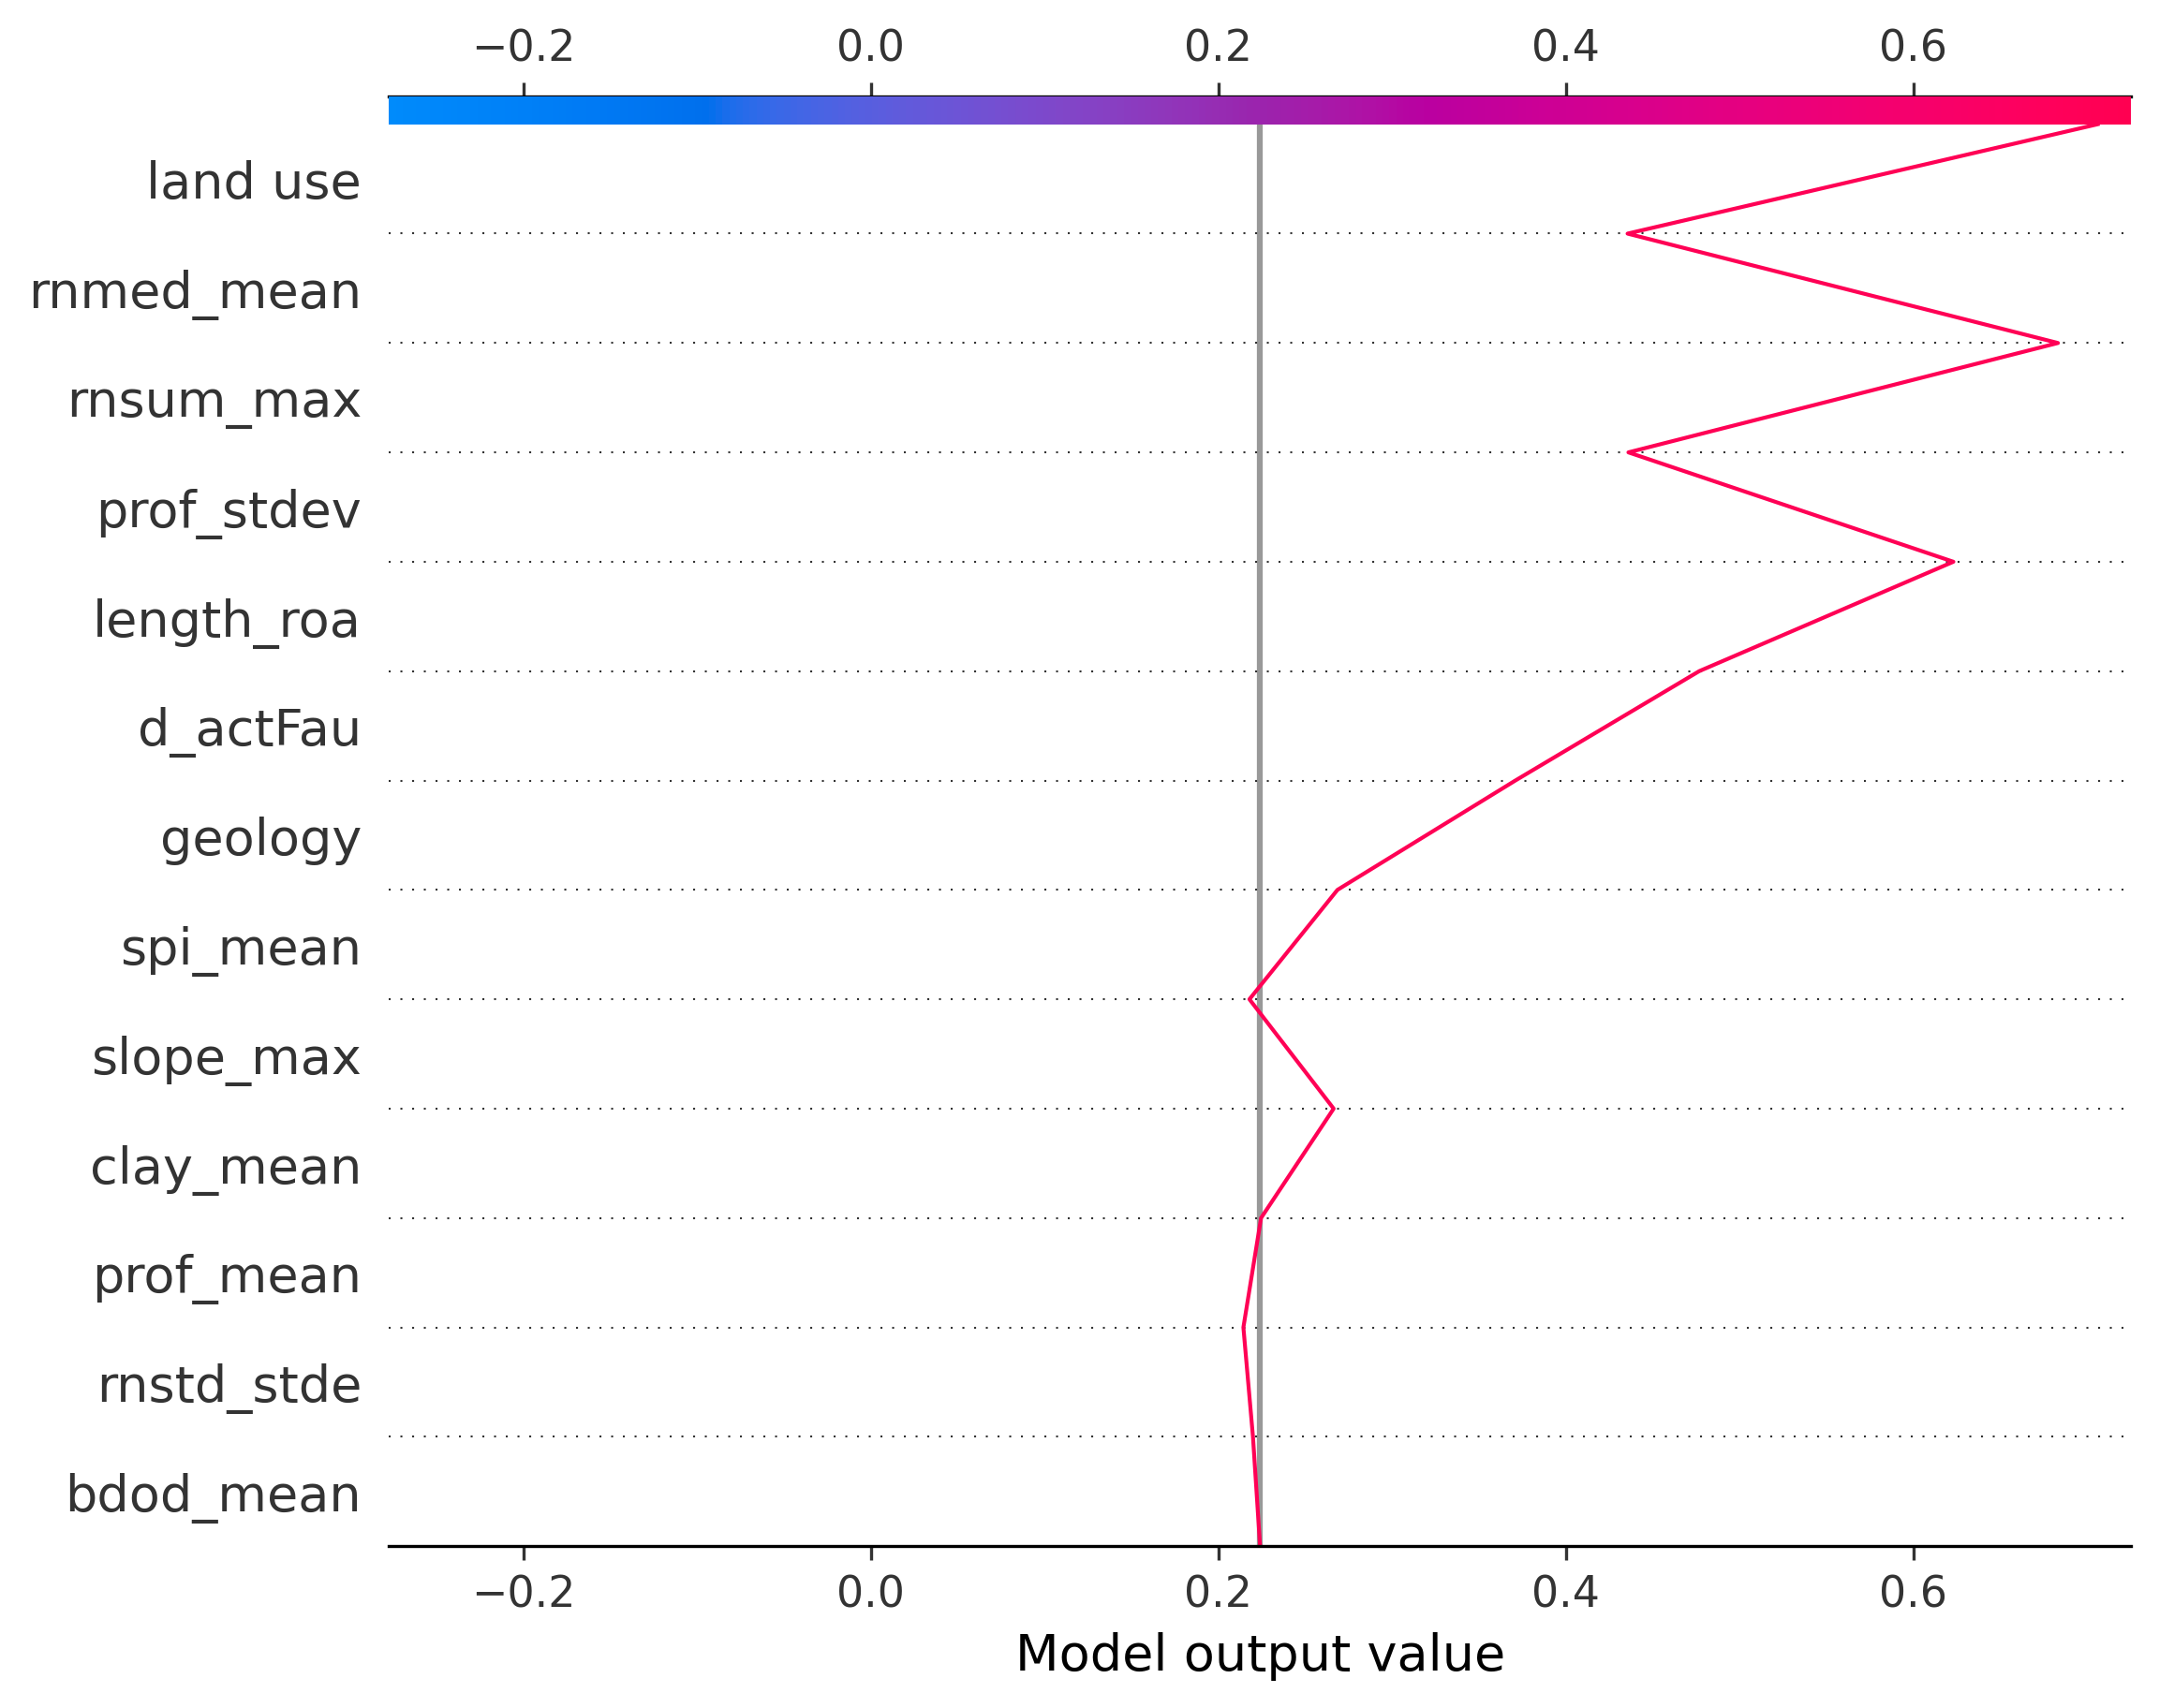 −0.2 0.0 0.2 0.4 0.6
land use
rnmed_mean
rnsum_max
prof_stdev
length_roa
d_actFau
geology
spi_mean
slope_max
clay_mean
prof_mean
rnstd_stde
bdod_mean
−0.2 0.0 0.2 0.4 0.6
Model output value